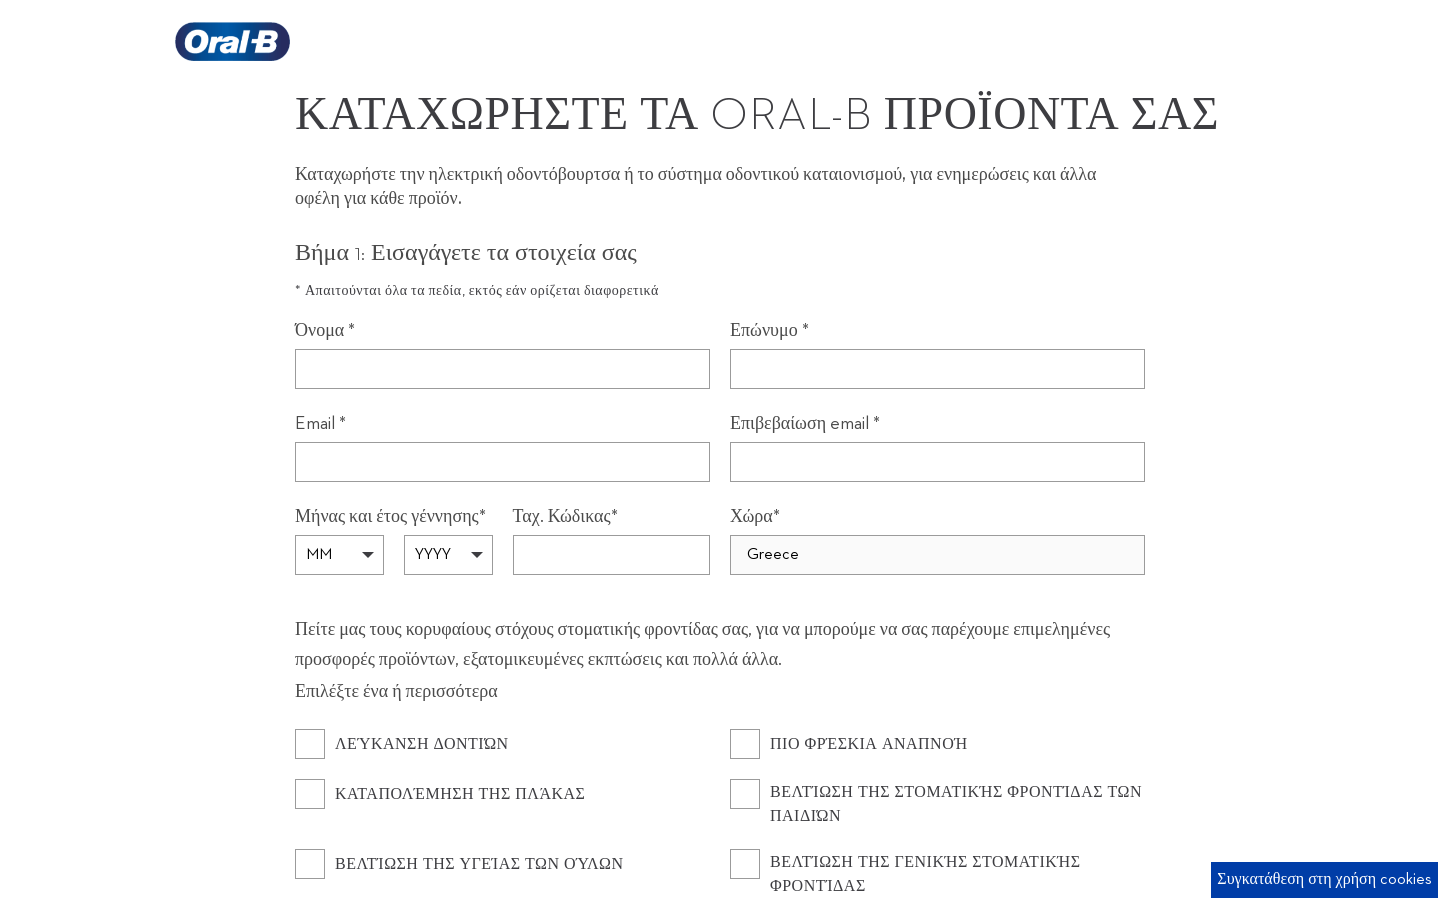 Oral-B
ΚΑΤΑΧΩΡΗΣΤΕ ΤΑ ORAL-B ΠΡΟΪΟΝΤΑ ΣΑΣ
Καταχωρήστε την ηλεκτρική οδοντόβουρτσα ή το σύστημα οδοντικού καταιονισμού, για ενημερώσεις και άλλα
οφέλη για κάθε προϊόν.
Βήμα 1: Εισαγάγετε τα στοιχεία σας
* Απαιτούνται όλα τα πεδία, εκτός εάν ορίζεται διαφορετικά
Όνομα * Επώνυμο *
Email * Επιβεβαίωση email *
Μήνας και έτος γέννησης* Ταχ. Κώδικας* Χώρα*
MM YYYY Greece
Πείτε μας τους κορυφαίους στόχους στοματικής φροντίδας σας, για να μπορούμε να σας παρέχουμε επιμελημένες
προσφορές προϊόντων, εξατομικευμένες εκπτώσεις και πολλά άλλα.
Επιλέξτε ένα ή περισσότερα
ΛΕΎΚΑΝΣΗ ΔΟΝΤΙΏΝ ΠΙΟ ΦΡΈΣΚΙΑ ΑΝΑΠΝΟΉ
ΚΑΤΑΠΟΛΈΜΗΣΗ ΤΗΣ ΠΛΆΚΑΣ ΒΕΛΤΊΩΣΗ ΤΗΣ ΣΤΟΜΑΤΙΚΉΣ ΦΡΟΝΤΊΔΑΣ ΤΩΝ
ΠΑΙΔΙΏΝ
ΒΕΛΤΊΩΣΗ ΤΗΣ ΥΓΕΊΑΣ ΤΩΝ ΟΎΛΩΝ ΒΕΛΤΊΩΣΗ ΤΗΣ ΓΕΝΙΚΉΣ ΣΤΟΜΑΤΙΚΉΣ
ΦΡΟΝΤΊΔΑΣ
Συγκατάθεση στη χρήση cookies